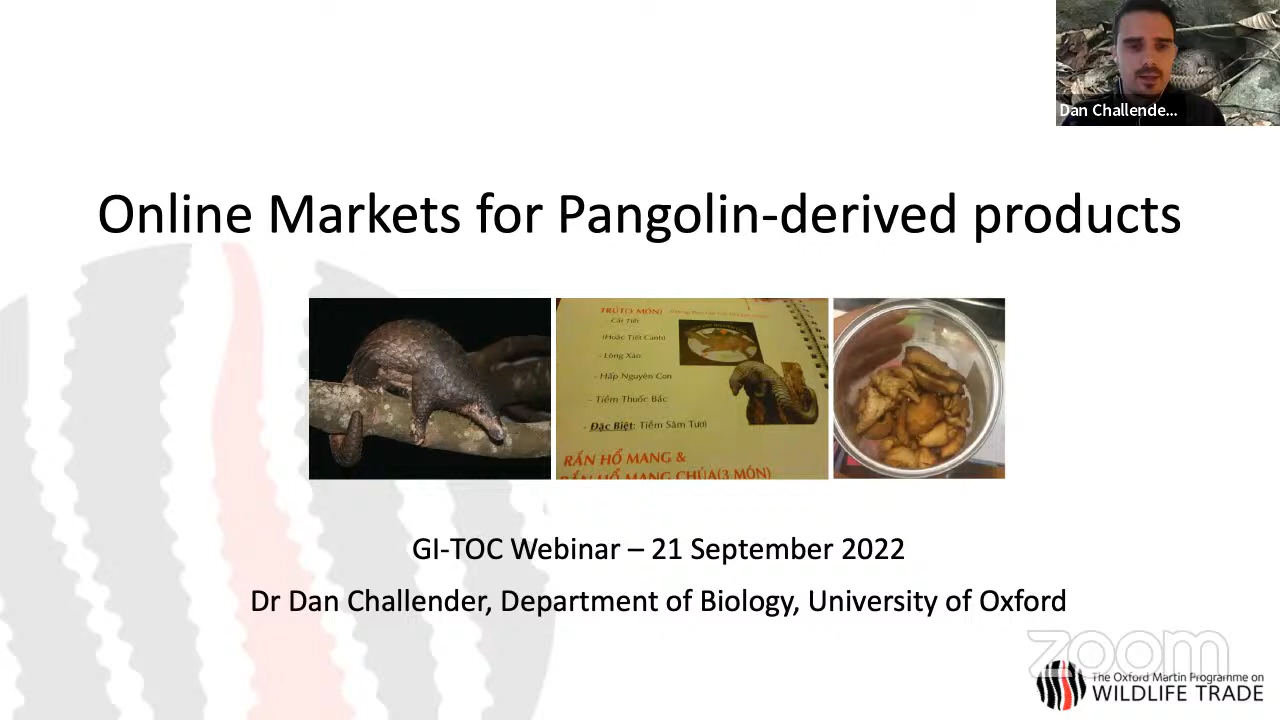 Dan Challende...
Online Markets for Pangolin-derived products
TRÚT(3 MÓN)
Cắt Tiết
(Hoặc Tiết Canh)
- Lòng Xào
- Hấp Nguyên Con
- Tiềm Thuốc Bắc
- Đặc Biệt: Tiềm Sâm Tươi
RẮN HỔ MANG &
RẮN HỔ MANG CHÚA(3 MÓN)
GI-TOC Webinar – 21 September 2022
Dr Dan Challender, Department of Biology, University of Oxford
zoom
The Oxford Martin Programme on
WILDLIFE TRADE